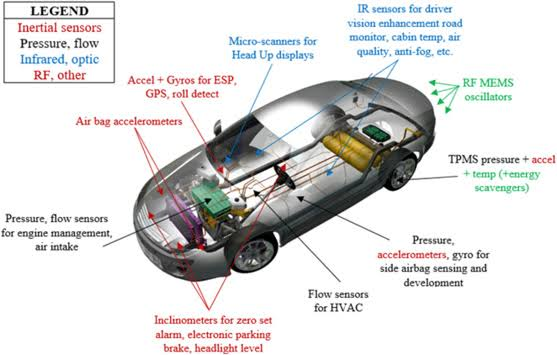 LEGEND
Inertial sensors
Pressure, flow
Infrared, optic
RF, other
IR sensors for driver
vision enhancement road
monitor, cabin temp, air
quality, anti-fog, etc.
Micro-scanners for
Head Up displays
Accel + Gyros for ESP,
GPS, roll detect
RF MEMS
oscillators
Air bag accelerometers
TPMS pressure + accel
+ temp (+energy
scavengers)
Pressure, flow sensors
for engine management,
air intake
Pressure,
accelerometers, gyro for
side airbag sensing and
development
Flow sensors
for HVAC
Inclinometers for zero set
alarm, electronic parking
brake, headlight level